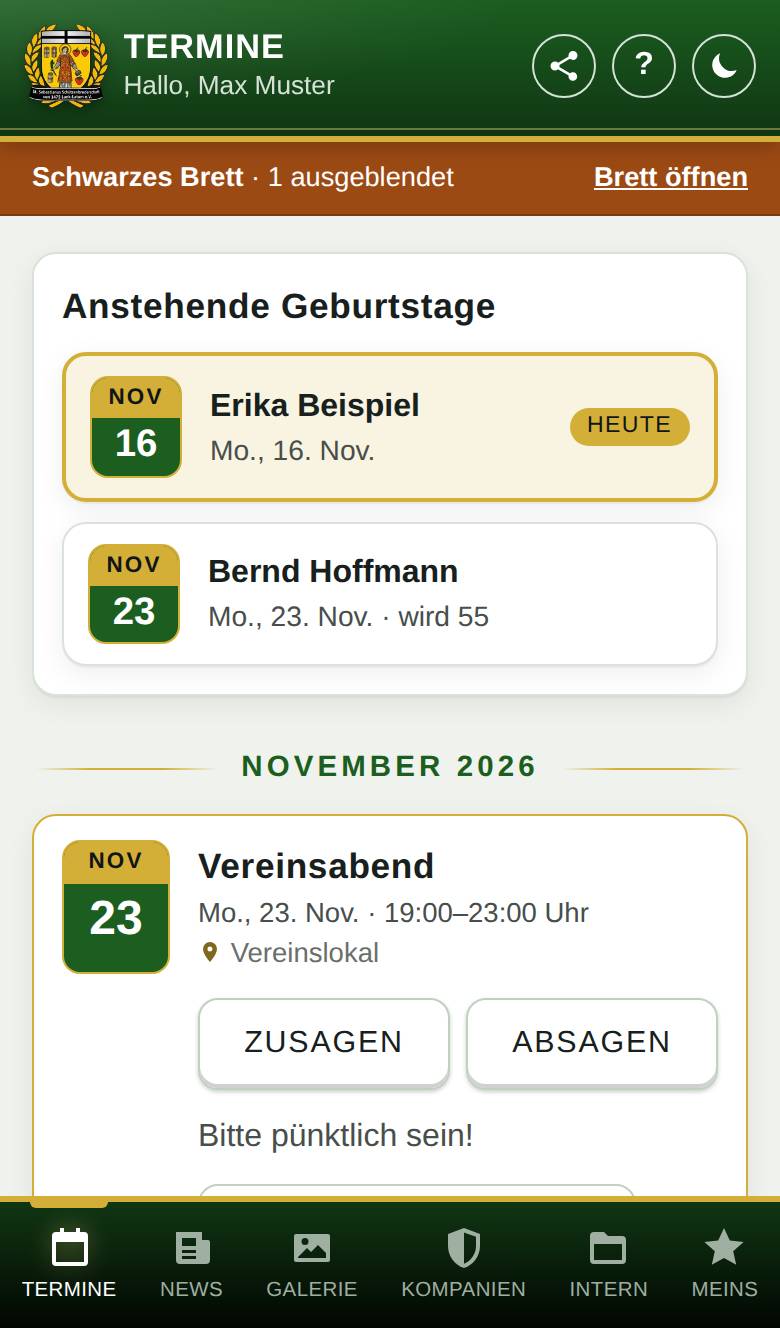 TERMINE
Hallo, Max Muster
?
Schwarzes Brett · 1 ausgeblendet
Brett öffnen
Anstehende Geburtstage
NOV
16
Erika Beispiel
Mo., 16. Nov.
HEUTE
NOV
23
Bernd Hoffmann
Mo., 23. Nov. · wird 55
NOVEMBER 2026
NOV
23
Vereinsabend
Mo., 23. Nov. · 19:00–23:00 Uhr
Vereinslokal
ZUSAGEN
ABSAGEN
Bitte pünktlich sein!
TERMINE
NEWS
GALERIE
KOMPANIEN
INTERN
MEINS